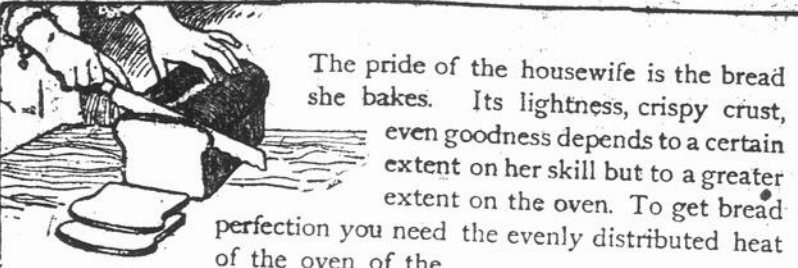 The pride of the housewife is the bread
she bakes. Its lightness, crispy crust,
even goodness depends to a certain
extent on her skill but to a greater
extent on the oven. To get bread
perfection you need the evenly distributed heat
of the oven of the